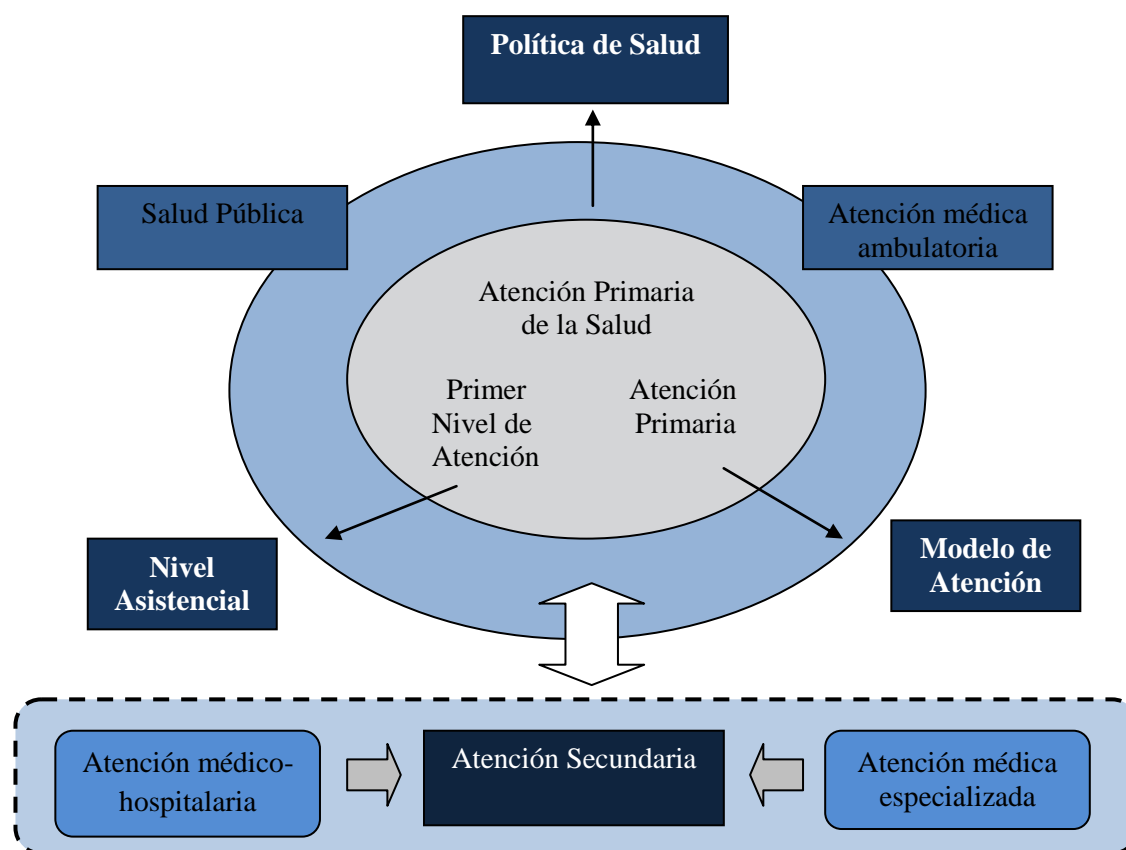 Política de Salud
Salud Pública
Atención médica
ambulatoria
Atención Primaria
de la Salud
Primer
Nivel de
Atención
Atención
Primaria
Nivel
Asistencial
Modelo de
Atención
Atención médico-
hospitalaria
Atención Secundaria
Atención médica
especializada